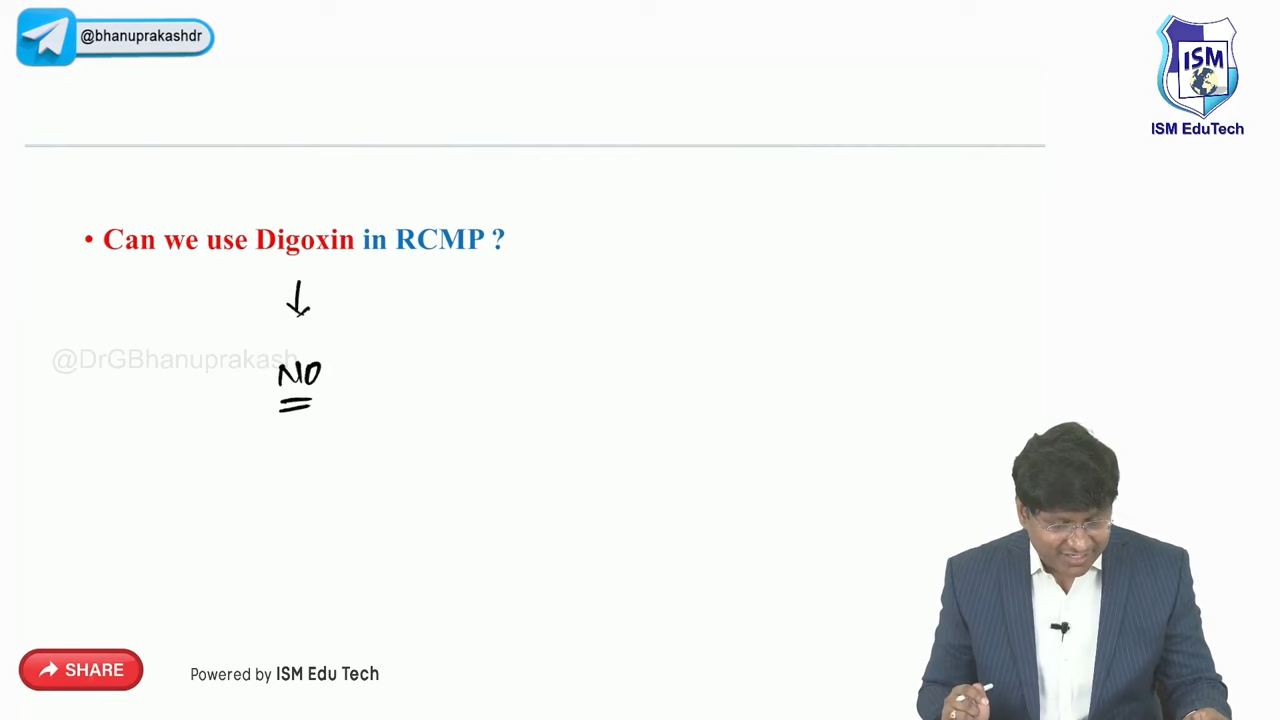 @bhanuprakashdr
ISM
ISM EduTech
• Can we use Digoxin in RCMP ?
@DrGBhanuprakash
NO
SHARE
Powered by ISM Edu Tech